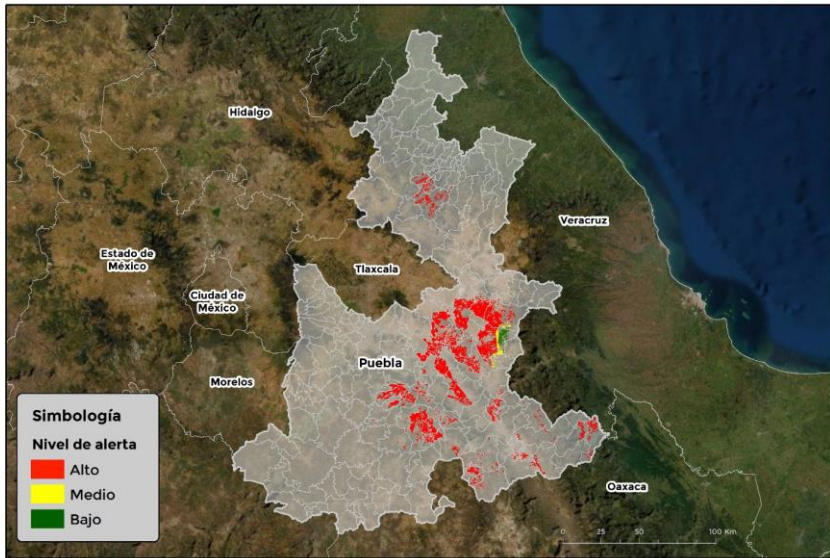 Hidalgo
Veracruz
Estado de
México
Tlaxcala
Ciudad de
México
Puebla
Morelos
Oaxaca
Simbología
Nivel de alerta
Alto
Medio
Bajo
0 25 50 100 Km